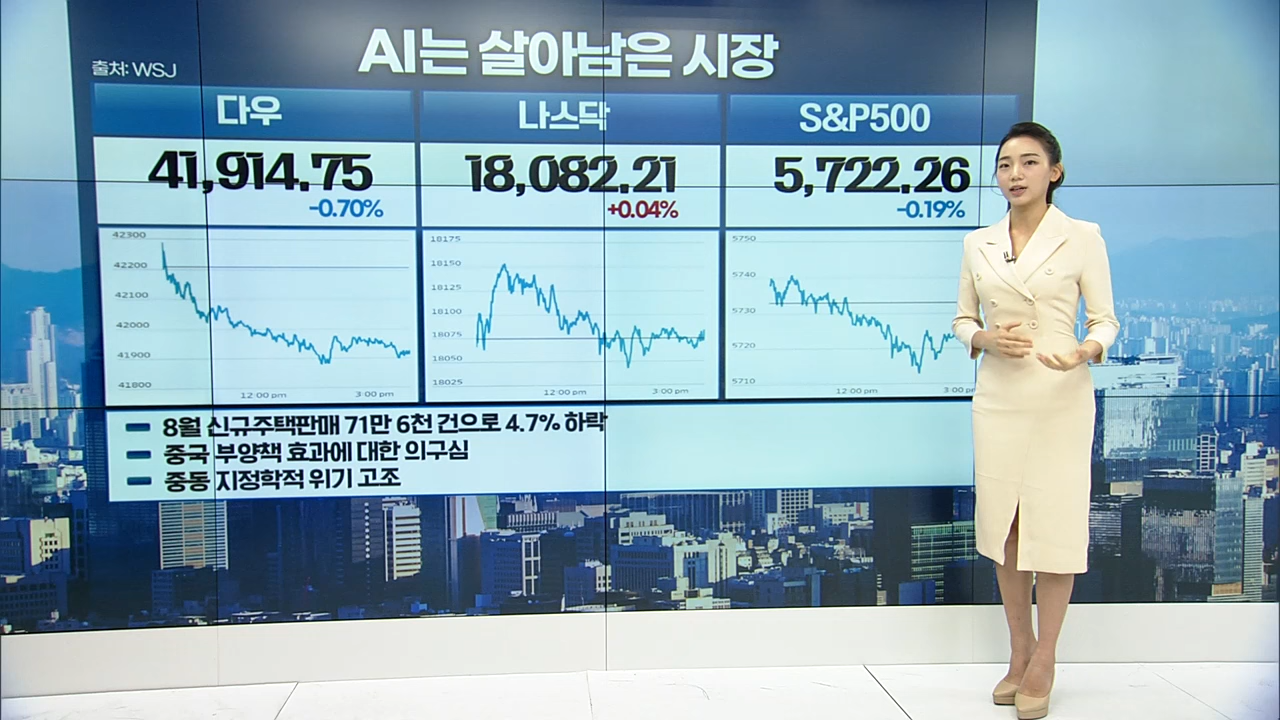 AI는 살아남은 시장
출처: WSJ
다우 나스닥 S&P500
41,914.75 18,082.21 5,722.26
-0.70% +0.04% -0.19%
42300
42200
42100
42000
41900
41800
12:00 pm 3:00 pm
18175
18150
18125
18100
18075
18050
18025
12:00 pm 3:00 pm
5750
5740
5730
5720
5710
12:00 pm 3:00 pm
8월 신규주택판매 71만 6천 건으로 4.7% 하락
중국 부양책 효과에 대한 의구심
중동 지정학적 위기 고조